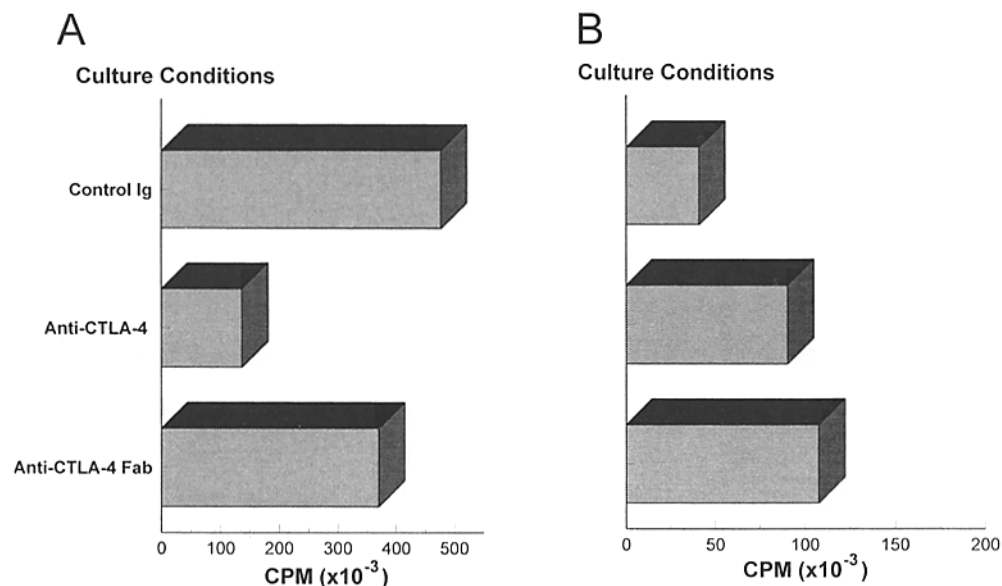 A
Culture Conditions
Control Ig
Anti-CTLA-4
Anti-CTLA-4 Fab
0 100 200 300 400 500
CPM (x10⁻³)
B
Culture Conditions
0 50 100 150 200
CPM (x10⁻³)